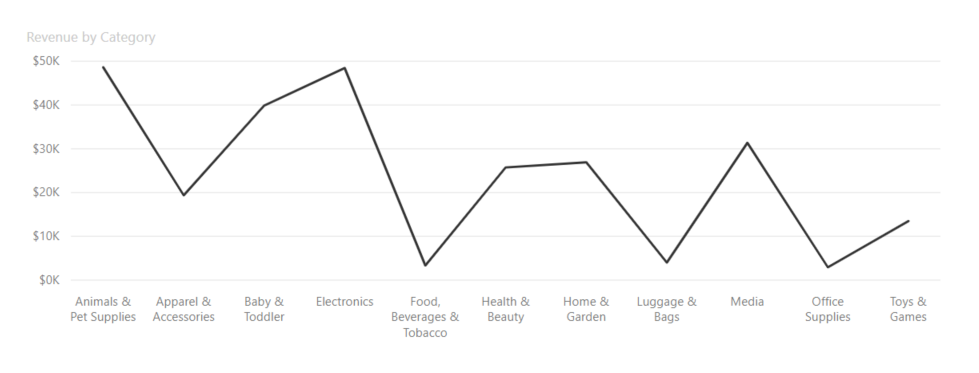 Revenue by Category
$50K
$40K
$30K
$20K
$10K
$0K
Animals &
Pet Supplies
Apparel &
Accessories
Baby &
Toddler
Electronics
Food,
Beverages &
Tobacco
Health &
Beauty
Home &
Garden
Luggage &
Bags
Media
Office
Supplies
Toys &
Games